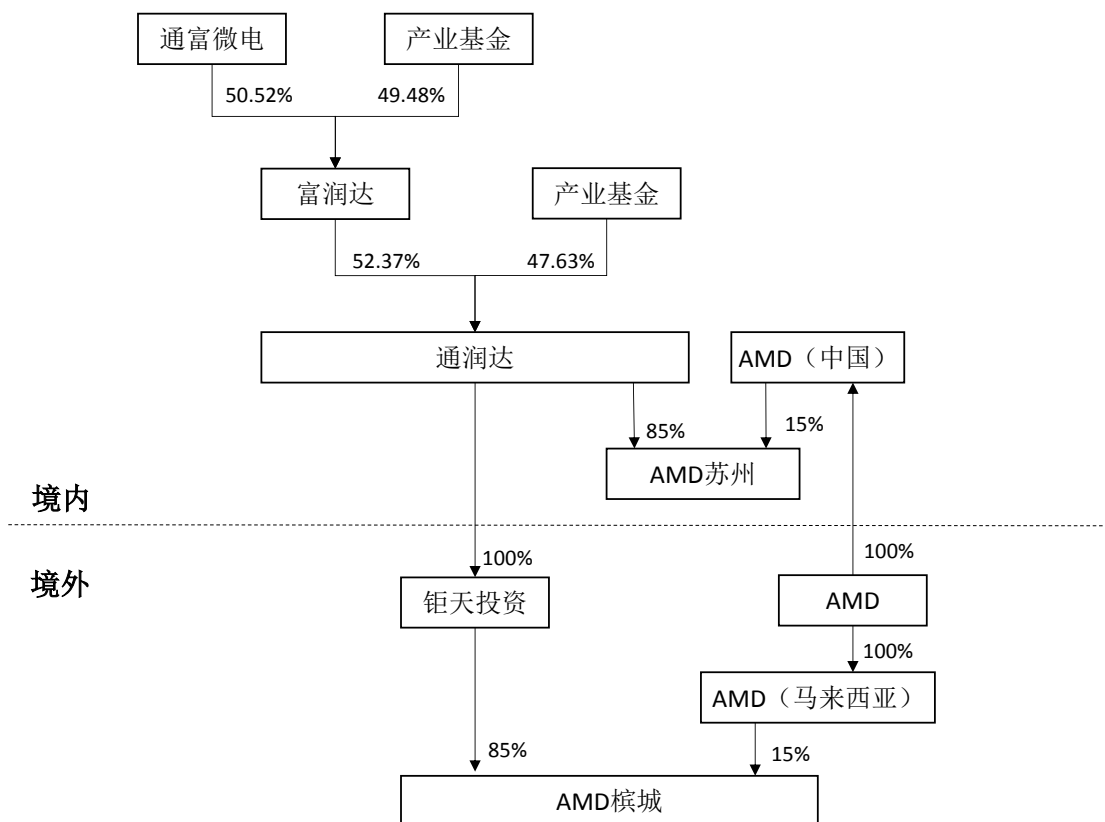 通富微电
产业基金
50.52%
49.48%
富润达
产业基金
52.37%
47.63%
通润达
AMD（中国）
85%
15%
AMD苏州
境内
境外
100%
100%
钜天投资
AMD
100%
AMD（马来西亚）
85%
15%
AMD槟城